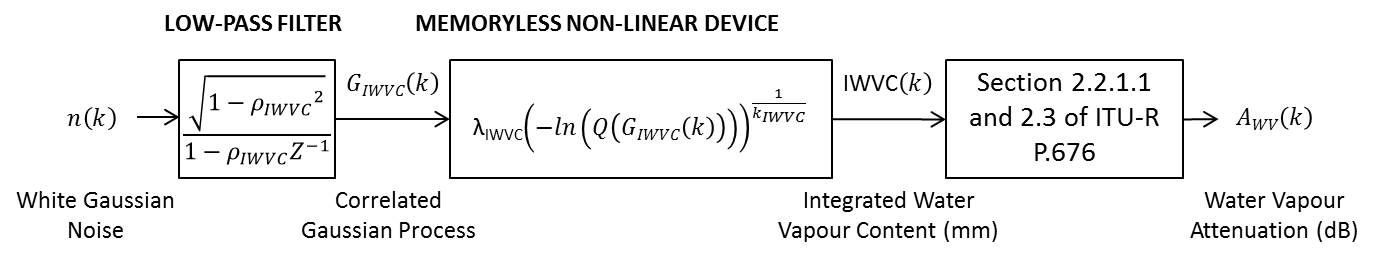 LOW-PASS FILTER
MEMORYLESS NON-LINEAR DEVICE
n(k)
√(1 − ρ_IWVC²)
1 − ρ_IWVC Z⁻¹
G_IWVC(k)
λ_IWVC(−ln(Q(G_IWVC(k))))^(1/k_IWVC)
IWVC(k)
Section 2.2.1.1
and 2.3 of ITU-R
P.676
A_WV(k)
White Gaussian
Noise
Correlated
Gaussian Process
Integrated Water
Vapour Content (mm)
Water Vapour
Attenuation (dB)